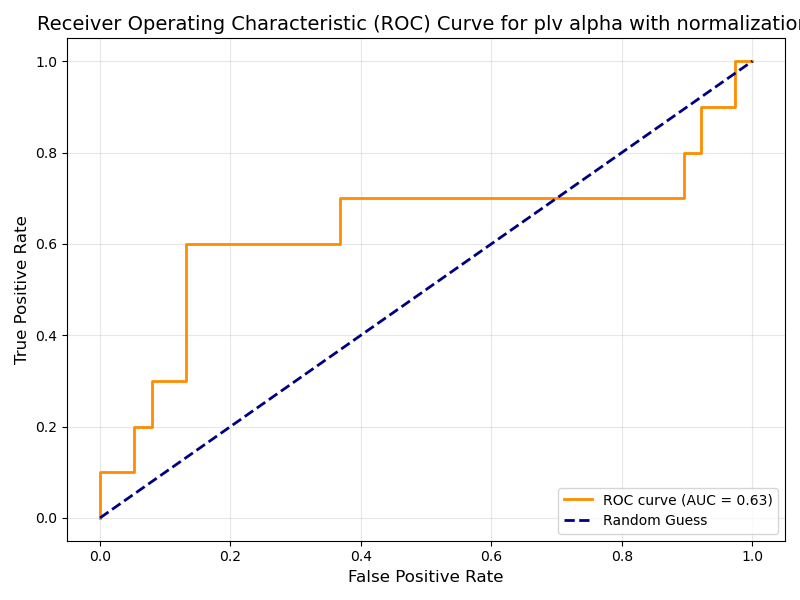 Receiver Operating Characteristic (ROC) Curve for plv alpha with normalization
1.0
0.8
0.6
0.4
0.2
0.0
True Positive Rate
0.0 0.2 0.4 0.6 0.8 1.0
False Positive Rate
ROC curve (AUC = 0.63)
Random Guess